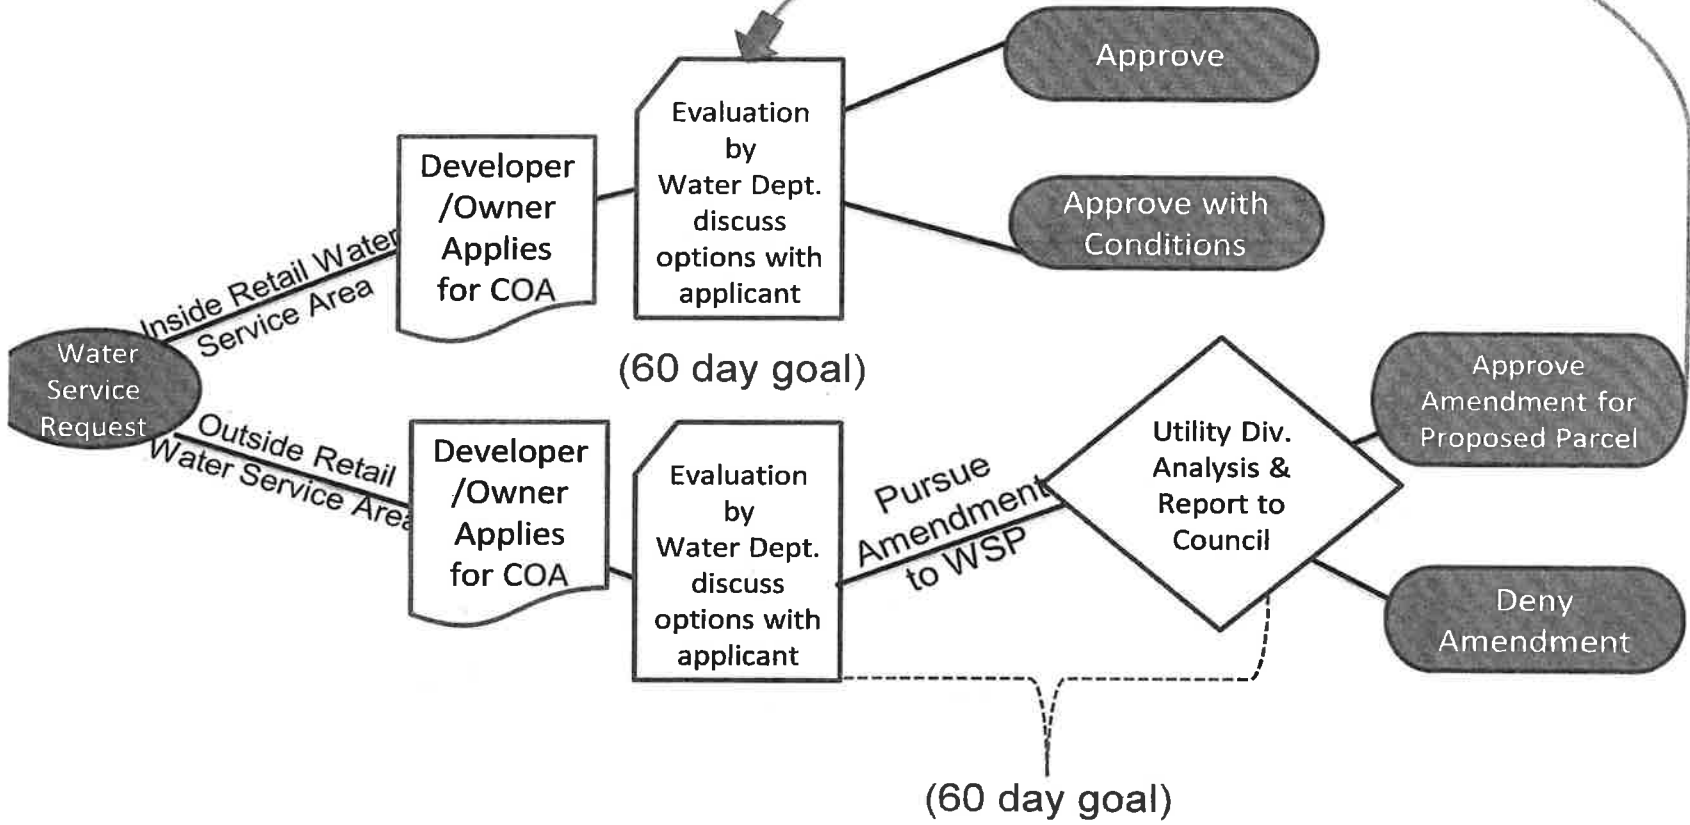 Approve
Evaluation
by
Water Dept.
discuss
options with
applicant
Approve with
Conditions
Developer
/Owner
Applies
for COA
Inside Retail Water
Service Area
(60 day goal)
Water
Service
Request
Outside Retail
Water Service Area
Developer
/Owner
Applies
for COA
Evaluation
by
Water Dept.
discuss
options with
applicant
Pursue
Amendment
to WSP
Utility Div.
Analysis &
Report to
Council
Approve
Amendment for
Proposed Parcel
Deny
Amendment
(60 day goal)